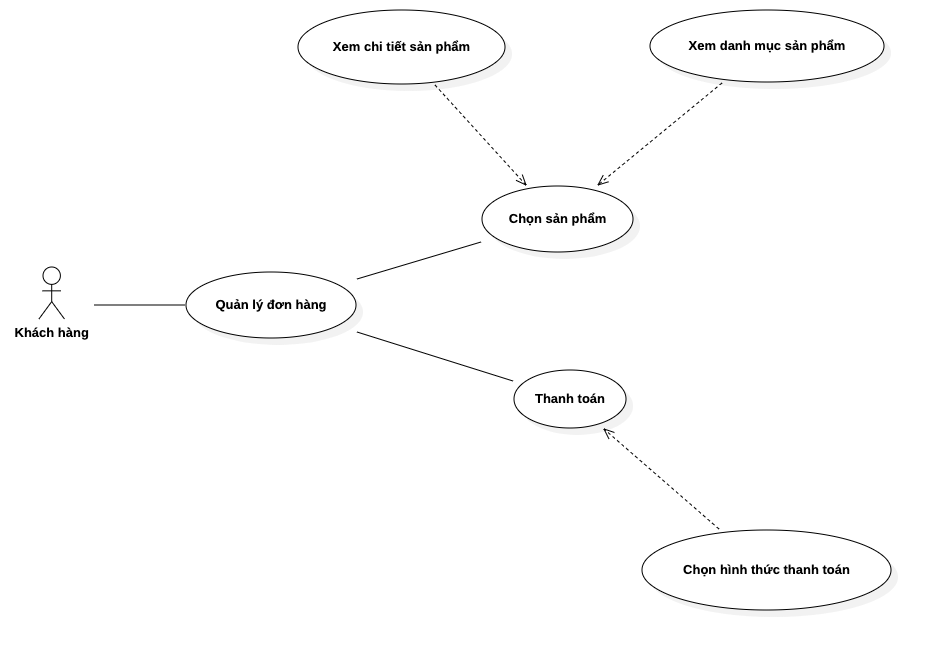 Xem chi tiết sản phẩm
Xem danh mục sản phẩm
Chọn sản phẩm
Quản lý đơn hàng
Khách hàng
Thanh toán
Chọn hình thức thanh toán